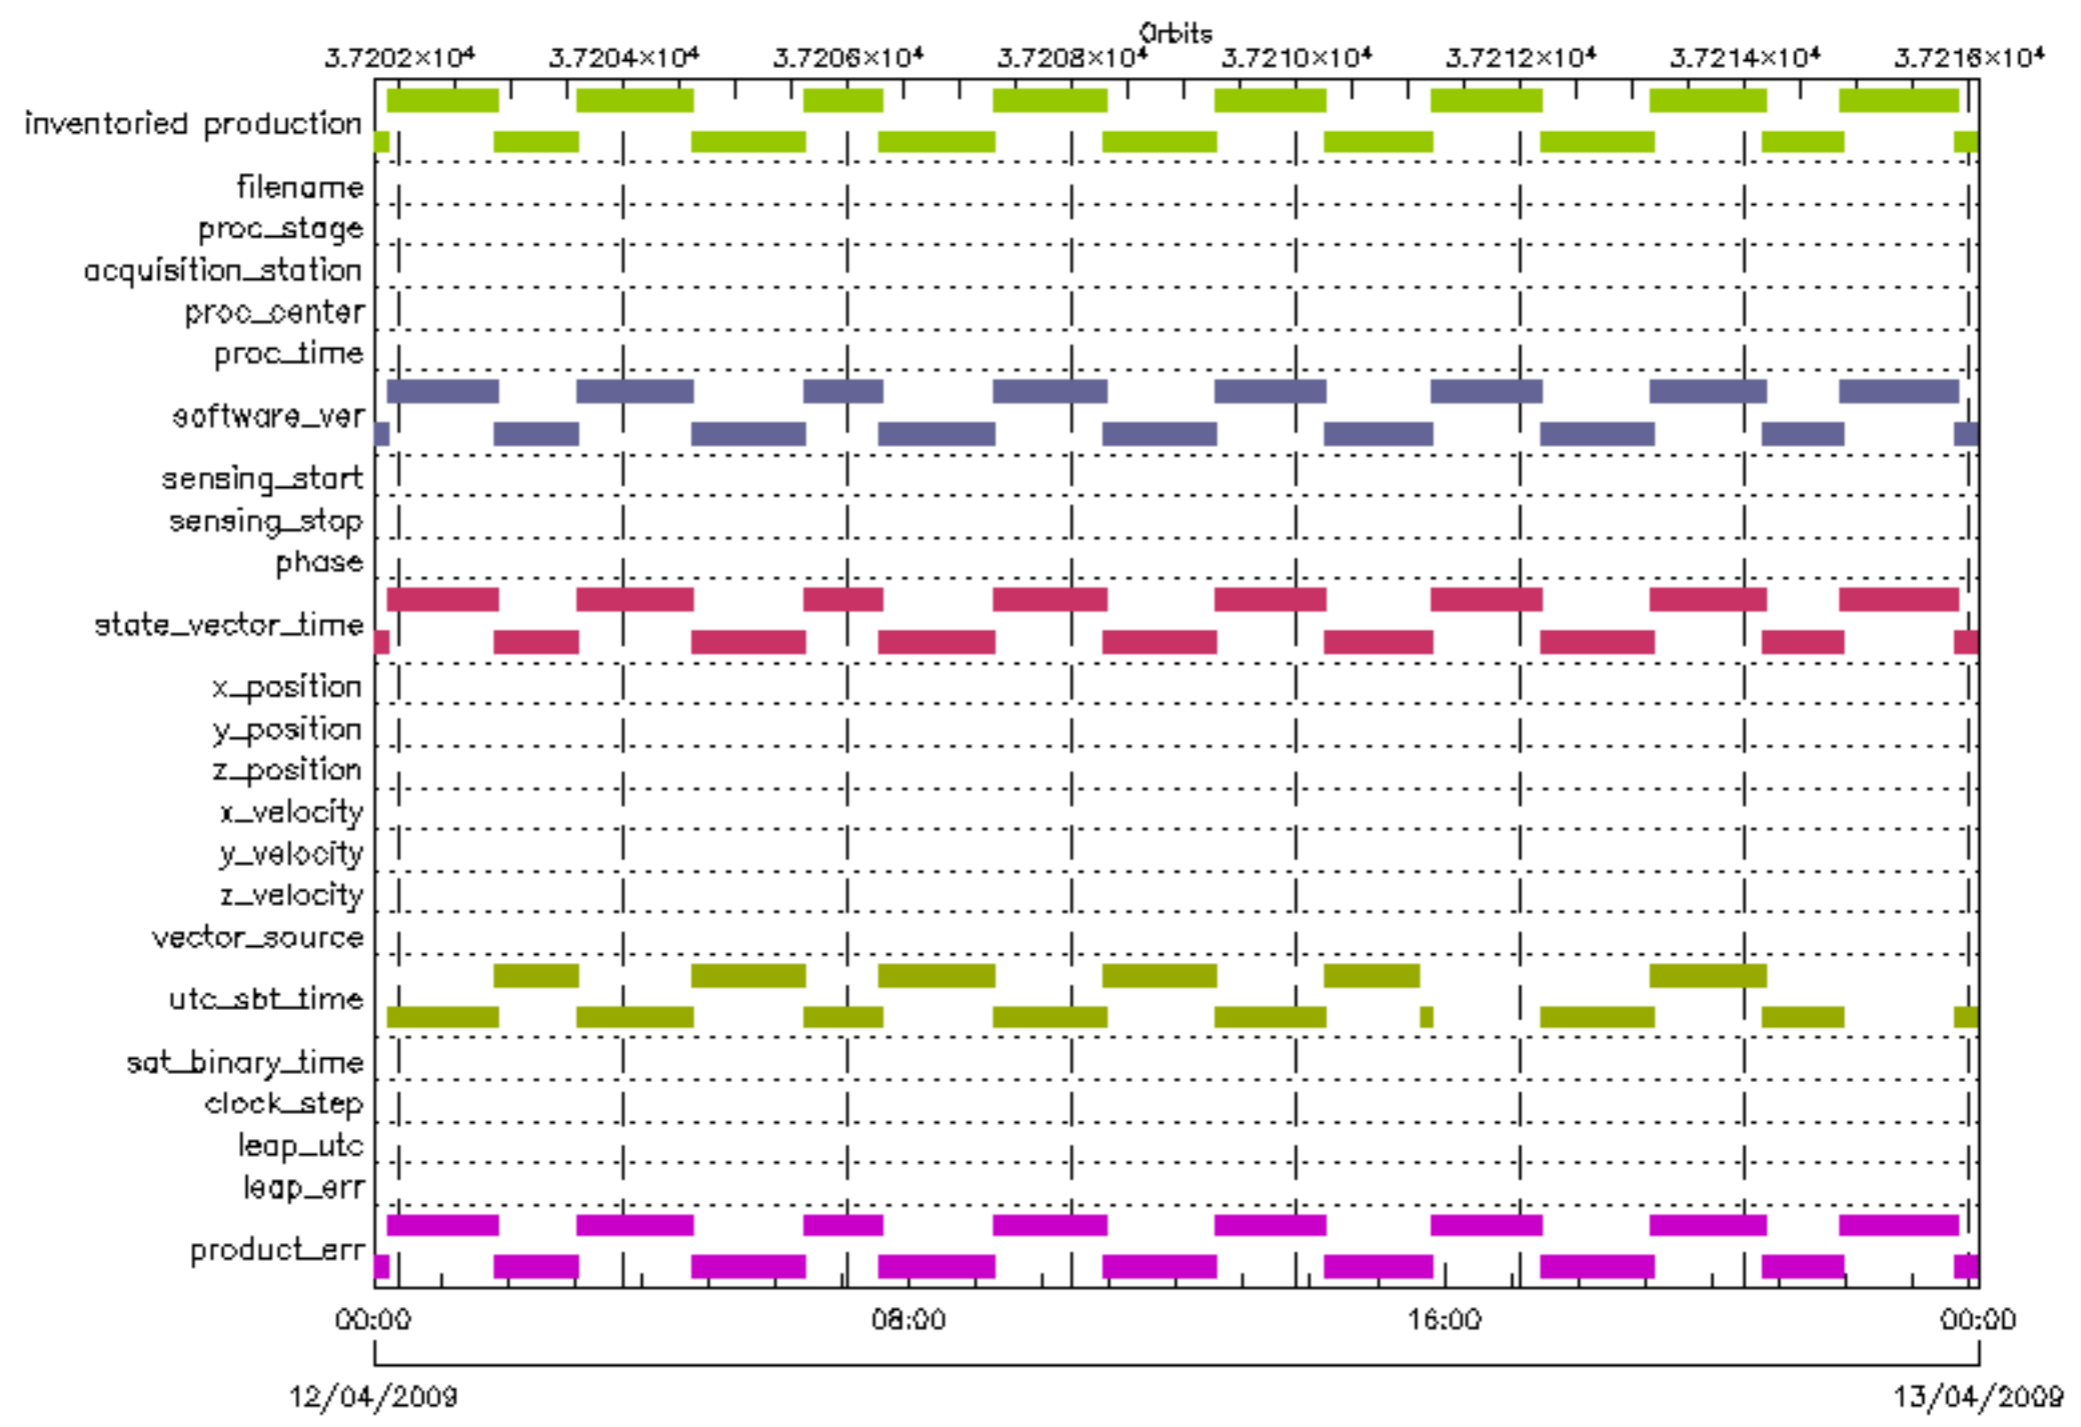 Orbits
3.7202×10⁴ 3.7204×10⁴ 3.7206×10⁴ 3.7208×10⁴ 3.7210×10⁴ 3.7212×10⁴ 3.7214×10⁴ 3.7216×10⁴
inventoried production
filename
proc_stage
acquisition_station
proc_center
proc_time
software_ver
sensing_start
sensing_stop
phase
state_vector_time
x_position
y_position
z_position
x_velocity
y_velocity
z_velocity
vector_source
utc_sbt_time
sat_binary_time
clock_step
leap_utc
leap_err
product_err
00:00 08:00 16:00 00:00
12/04/2009 13/04/2009